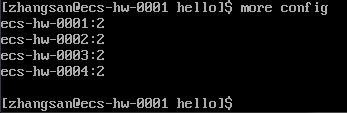 [zhangsan@ecs-hw-0001 hello]$ more config
ecs-hw-0001:2
ecs-hw-0002:2
ecs-hw-0003:2
ecs-hw-0004:2
[zhangsan@ecs-hw-0001 hello]$